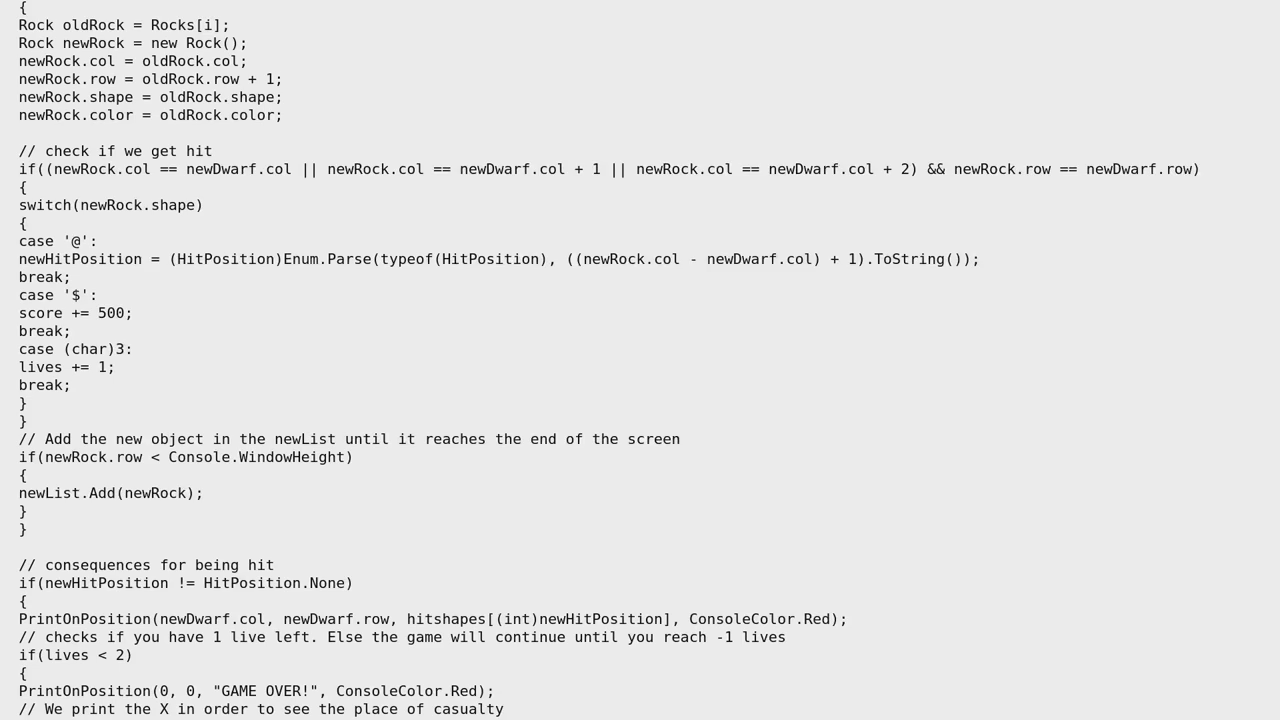 {
Rock oldRock = Rocks[i];
Rock newRock = new Rock();
newRock.col = oldRock.col;
newRock.row = oldRock.row + 1;
newRock.shape = oldRock.shape;
newRock.color = oldRock.color;

// check if we get hit
if((newRock.col == newDwarf.col || newRock.col == newDwarf.col + 1 || newRock.col == newDwarf.col + 2) && newRock.row == newDwarf.row)
{
switch(newRock.shape)
{
case '@':
newHitPosition = (HitPosition)Enum.Parse(typeof(HitPosition), ((newRock.col - newDwarf.col) + 1).ToString());
break;
case '$':
score += 500;
break;
case (char)3:
lives += 1;
break;
}
}
// Add the new object in the newList until it reaches the end of the screen
if(newRock.row < Console.WindowHeight)
{
newList.Add(newRock);
}
}

// consequences for being hit
if(newHitPosition != HitPosition.None)
{
PrintOnPosition(newDwarf.col, newDwarf.row, hitshapes[(int)newHitPosition], ConsoleColor.Red);
// checks if you have 1 live left. Else the game will continue until you reach -1 lives
if(lives < 2)
{
PrintOnPosition(0, 0, "GAME OVER!", ConsoleColor.Red);
// We print the X in order to see the place of casualty